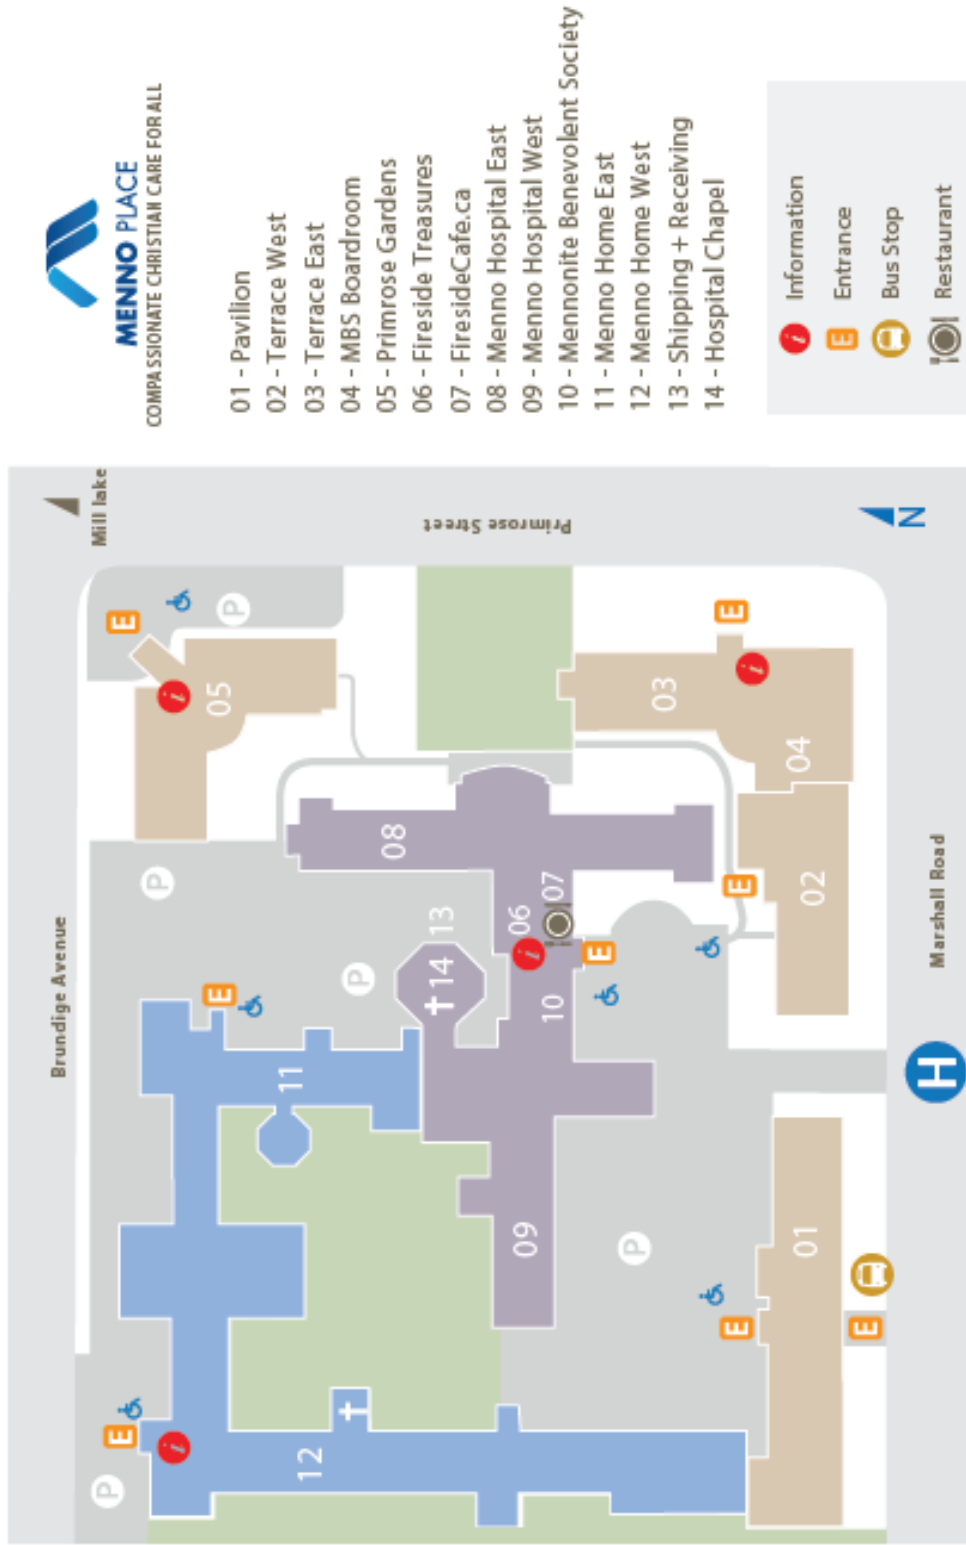 MENNO PLACE
COMPASSIONATE CHRISTIAN CARE FOR ALL
01 - Pavilion
02 - Terrace West
03 - Terrace East
04 - MBS Boardroom
05 - Primrose Gardens
06 - Fireside Treasures
07 - FiresideCafe.ca
08 - Menno Hospital East
09 - Menno Hospital West
10 - Mennonite Benevolent Society
11 - Menno Home East
12 - Menno Home West
13 - Shipping + Receiving
14 - Hospital Chapel
i Information
E Entrance
Bus Stop
Restaurant
Mill lake
Primrose Street
N
Brundige Avenue
Marshall Road
H
E
P
i
05
P
E
i
03
04
02
E
08
07
06
i
E
10
13
14
P
E
11
09
P
01
E
E
12
i
E
P